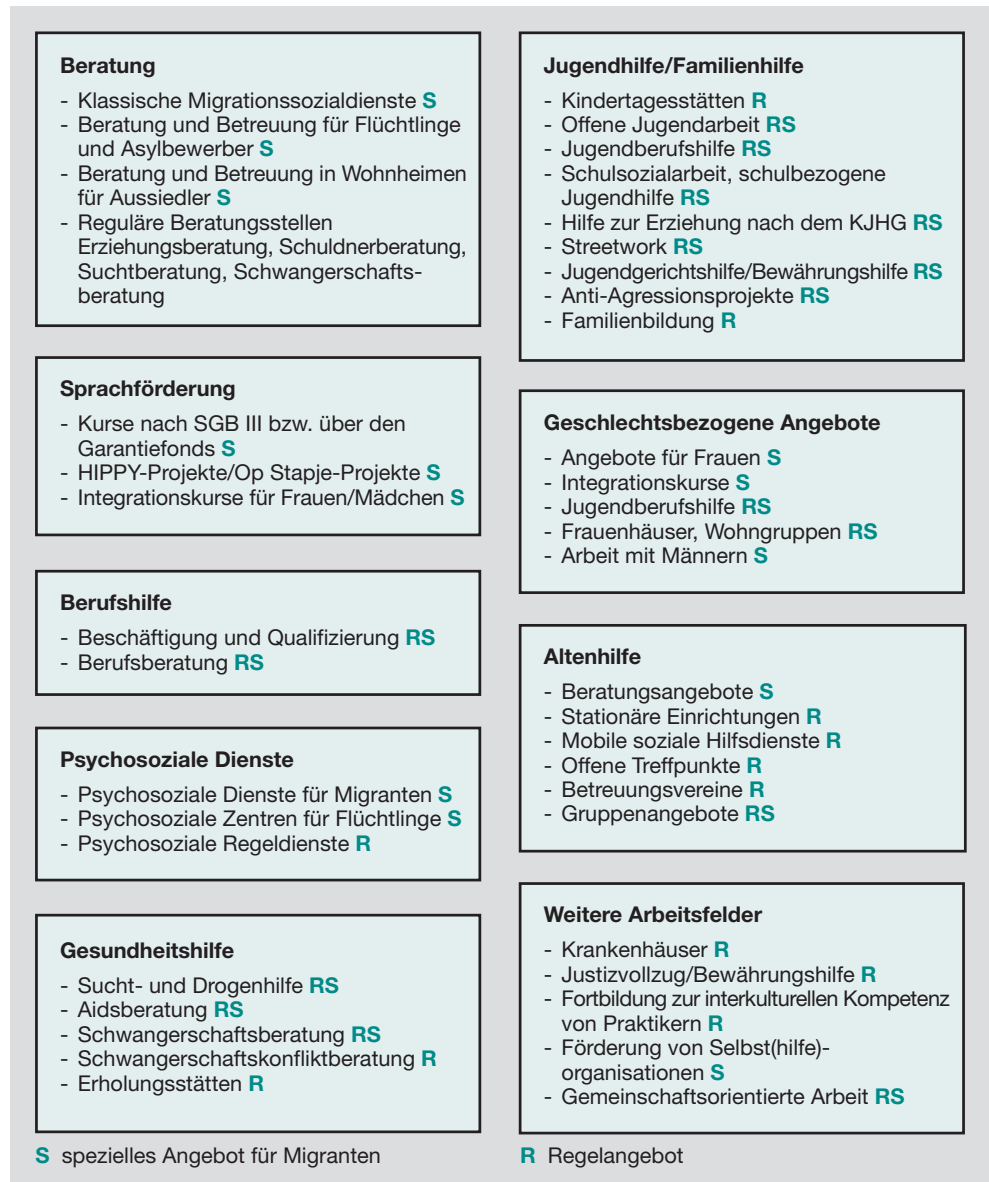 Beratung
- Klassische Migrationssozialdienste S
- Beratung und Betreuung für Flüchtlinge
und Asylbewerber S
- Beratung und Betreuung in Wohnheimen
für Aussiedler S
- Reguläre Beratungsstellen
Erziehungsberatung, Schuldnerberatung,
Suchtberatung, Schwangerschafts-
beratung
Sprachförderung
- Kurse nach SGB III bzw. über den
Garantiefonds S
- HIPPY-Projekte/Op Stapje-Projekte S
- Integrationskurse für Frauen/Mädchen S
Berufshilfe
- Beschäftigung und Qualifizierung RS
- Berufsberatung RS
Psychosoziale Dienste
- Psychosoziale Dienste für Migranten S
- Psychosoziale Zentren für Flüchtlinge S
- Psychosoziale Regeldienste R
Gesundheitshilfe
- Sucht- und Drogenhilfe RS
- Aidsberatung RS
- Schwangerschaftsberatung RS
- Schwangerschaftskonfliktberatung R
- Erholungsstätten R
Jugendhilfe/Familienhilfe
- Kindertagesstätten R
- Offene Jugendarbeit RS
- Jugendberufshilfe RS
- Schulsozialarbeit, schulbezogene
Jugendhilfe RS
- Hilfe zur Erziehung nach dem KJHG RS
- Streetwork RS
- Jugendgerichtshilfe/Bewährungshilfe RS
- Anti-Agressionsprojekte RS
- Familienbildung R
Geschlechtsbezogene Angebote
- Angebote für Frauen S
- Integrationskurse S
- Jugendberufshilfe RS
- Frauenhäuser, Wohngruppen RS
- Arbeit mit Männern S
Altenhilfe
- Beratungsangebote S
- Stationäre Einrichtungen R
- Mobile soziale Hilfsdienste R
- Offene Treffpunkte R
- Betreuungsvereine R
- Gruppenangebote RS
Weitere Arbeitsfelder
- Krankenhäuser R
- Justizvollzug/Bewährungshilfe R
- Fortbildung zur interkulturellen Kompetenz
von Praktikern R
- Förderung von Selbst(hilfe)-
organisationen S
- Gemeinschaftsorientierte Arbeit RS
S spezielles Angebot für Migranten
R Regelangebot